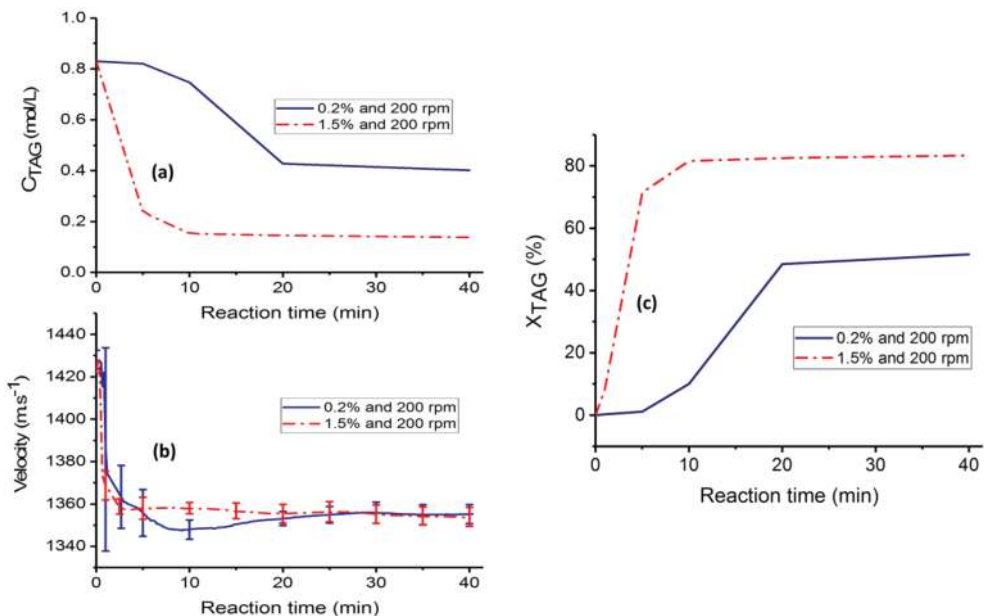 1.0
0.8
0.6
0.4
0.2
0.0
C_TAG (mol/L)
0.2% and 200 rpm
1.5% and 200 rpm
(a)
0 10 20 30 40
Reaction time (min)
1440
1420
1400
1380
1360
1340
Velocity (m.s⁻¹)
0.2% and 200 rpm
1.5% and 200 rpm
(b)
0 10 20 30 40
Reaction time (min)
80
60
40
20
0
X_TAG (%)
(c)
0.2% and 200 rpm
1.5% and 200 rpm
0 10 20 30 40
Reaction time (min)